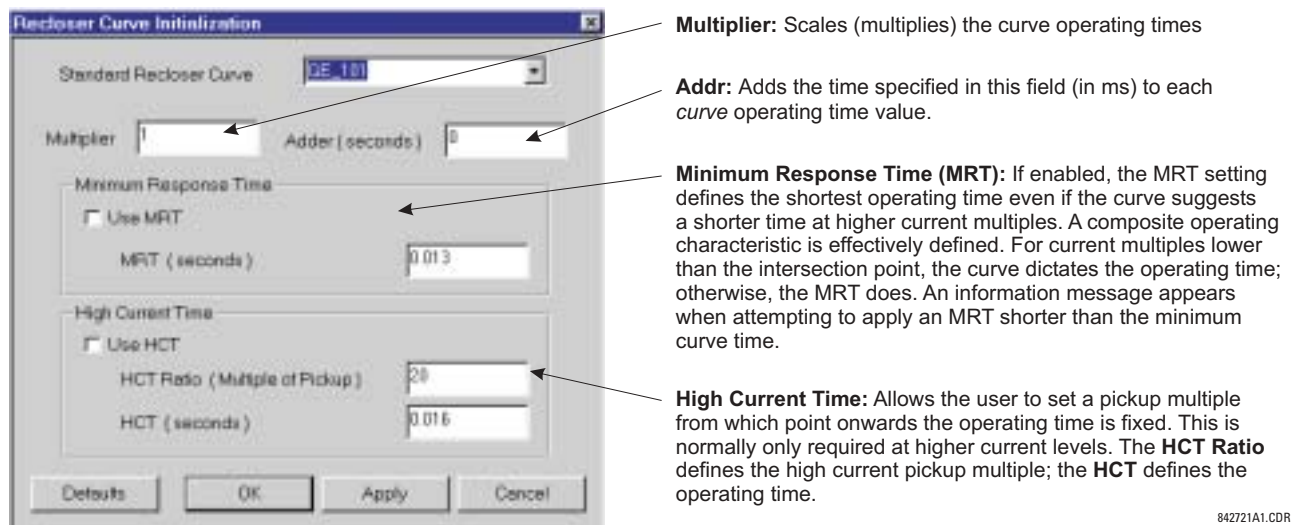 Recloser Curve Initialization
Standard Recloser Curve
GE_101
Multiplier
1
Adder (seconds)
0
Minimum Response Time
Use MRT
MRT (seconds)
0.013
High Current Time
Use HCT
HCT Ratio (Multiple of Pickup)
20
HCT (seconds)
0.016
Defaults
OK
Apply
Cancel
Multiplier: Scales (multiplies) the curve operating times
Addr: Adds the time specified in this field (in ms) to each
curve operating time value.
Minimum Response Time (MRT): If enabled, the MRT setting
defines the shortest operating time even if the curve suggests
a shorter time at higher current multiples. A composite operating
characteristic is effectively defined. For current multiples lower
than the intersection point, the curve dictates the operating time;
otherwise, the MRT does. An information message appears
when attempting to apply an MRT shorter than the minimum
curve time.
High Current Time: Allows the user to set a pickup multiple
from which point onwards the operating time is fixed. This is
normally only required at higher current levels. The HCT Ratio
defines the high current pickup multiple; the HCT defines the
operating time.
842721A1.CDR